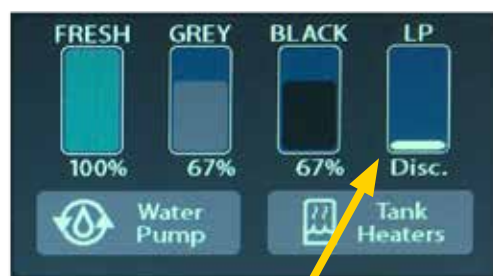 FRESH GREY BLACK LP
100% 67% 67% Disc.
Water Tank
Pump Heaters